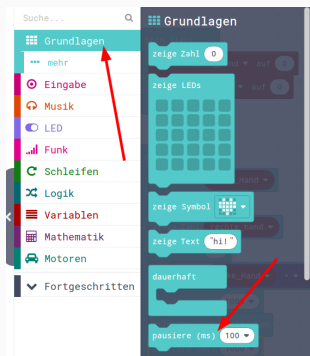 Suche...
Grundlagen
mehr
Eingabe
Musik
LED
Funk
Schleifen
Logik
Variablen
Mathematik
Motoren
Fortgeschritten
Grundlagen
zeige Zahl 0
zeige LEDs
zeige Symbol
zeige Text "hi!"
dauerhaft
pausiere (ms) 100